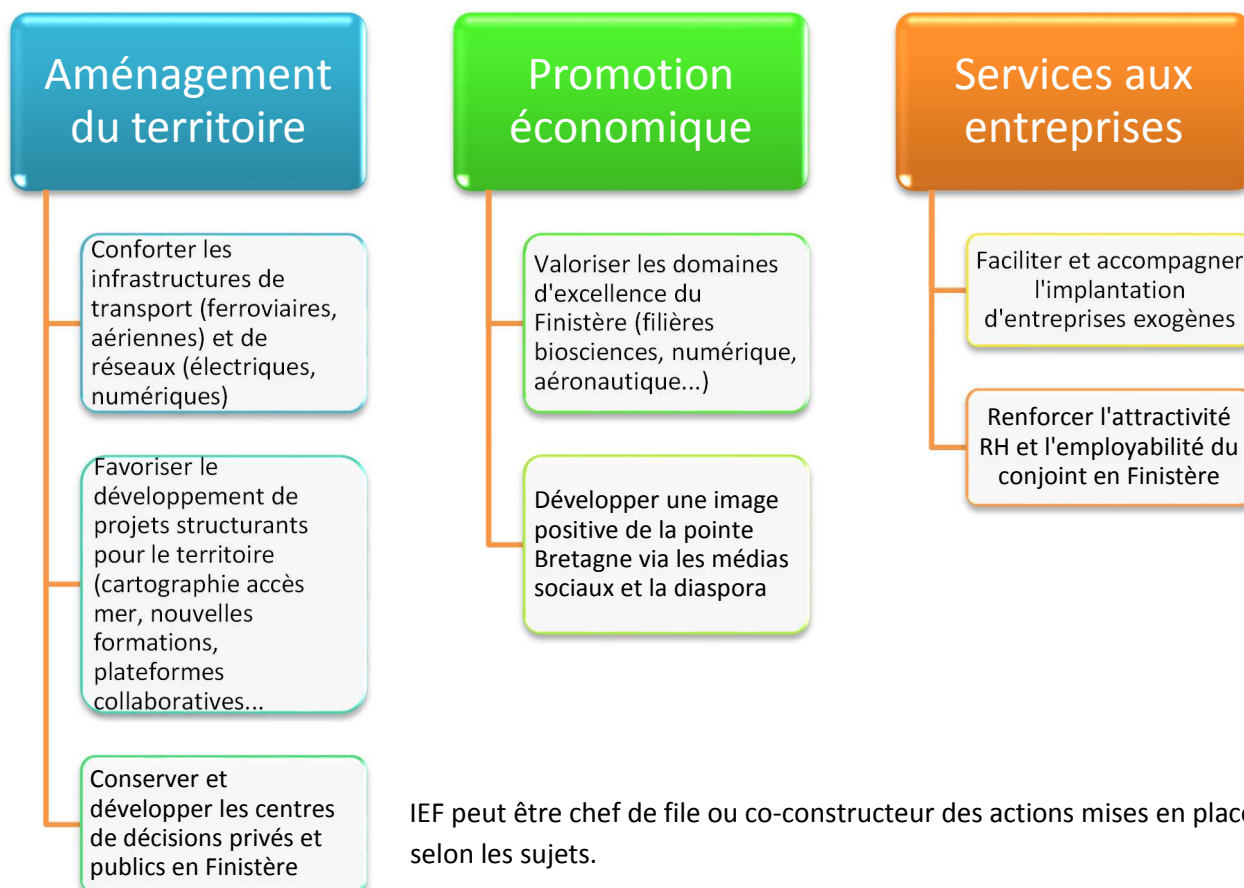 Aménagement
du territoire
Conforter les
infrastructures de
transport (ferroviaires,
aériennes) et de
réseaux (électriques,
numériques)
Favoriser le
développement de
projets structurants
pour le territoire
(cartographie accès
mer, nouvelles
formations,
plateformes
collaboratives...
Conserver et
développer les centres
de décisions privés et
publics en Finistère
Promotion
économique
Valoriser les domaines
d'excellence du
Finistère (filières
biosciences, numérique,
aéronautique...)
Développer une image
positive de la pointe
Bretagne via les médias
sociaux et la diaspora
Services aux
entreprises
Faciliter et accompagner
l'implantation
d'entreprises exogènes
Renforcer l'attractivité
RH et l'employabilité du
conjoint en Finistère
IEF peut être chef de file ou co-constructeur des actions mises en place
selon les sujets.